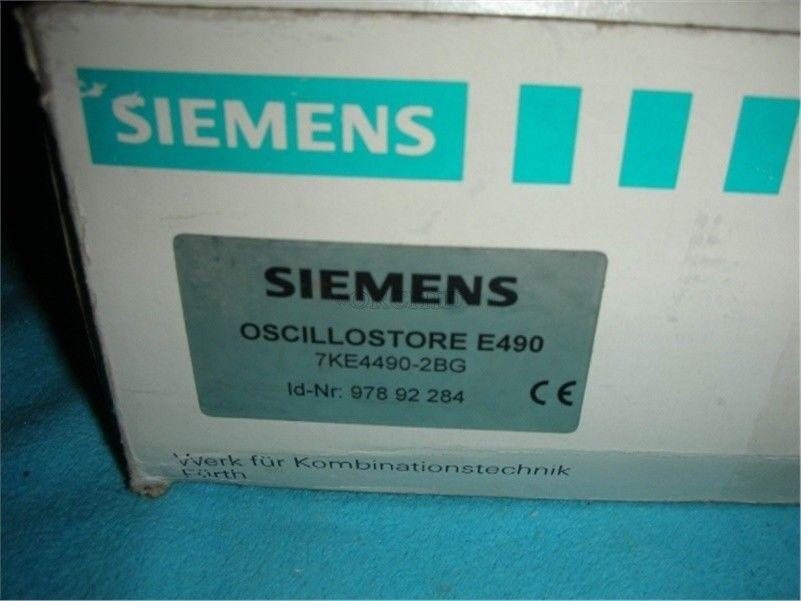 SIEMENS
SIEMENS
OSCILLOSTORE E490
7KE4490-2BG
Id-Nr: 978 92 284
CE
Werk für Kombinationstechnik
Fürth